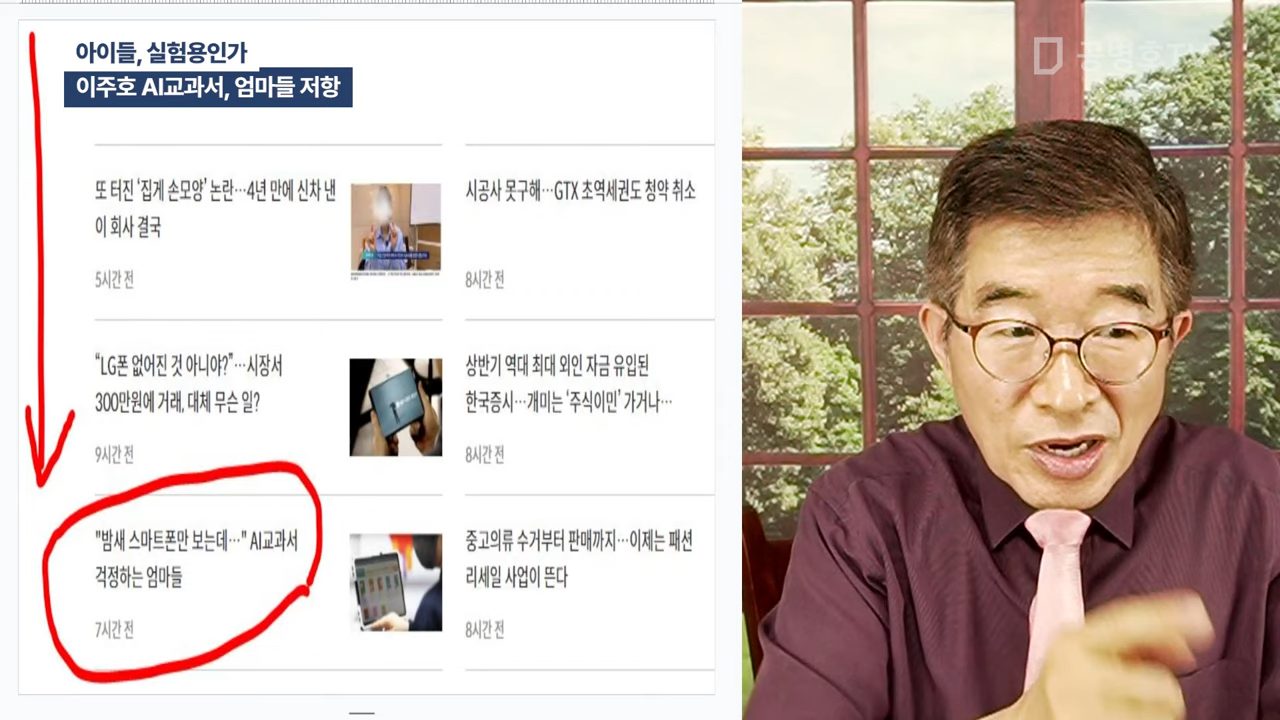 아이들, 실험용인가
이주호 AI교과서, 엄마들 저항
또 터진 '집게 손모양' 논란…4년 만에 신차 낸
이 회사 결국
5시간 전
시공사 못구해…GTX 초역세권도 청약 취소
8시간 전
“LG폰 없어진 것 아니야?”…시장서
300만원에 거래, 대체 무슨 일?
9시간 전
상반기 역대 최대 외인 자금 유입된
한국증시…개미는 ‘주식이민’ 가거나…
8시간 전
"밤새 스마트폰만 보는데…" AI교과서
걱정하는 엄마들
7시간 전
중고의류 수거부터 판매까지…이제는 패션
리세일 사업이 뜬다
8시간 전
공병호TV